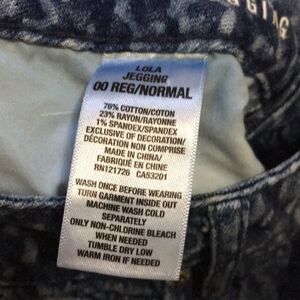 GGING
LOLA
JEGGING
00 REG/NORMAL
76% COTTON/COTON
23% RAYON/RAYONNE
1% SPANDEX/SPANDEX
EXCLUSIVE OF DECORATION/
DÉCORATION NON COMPRISE
MADE IN CHINA/
FABRIQUÉ EN CHINE
RN121726 CA53201
WASH ONCE BEFORE WEARING
TURN GARMENT INSIDE OUT
MACHINE WASH COLD
SEPARATELY
ONLY NON-CHLORINE BLEACH
WHEN NEEDED
TUMBLE DRY LOW
WARM IRON IF NEEDED